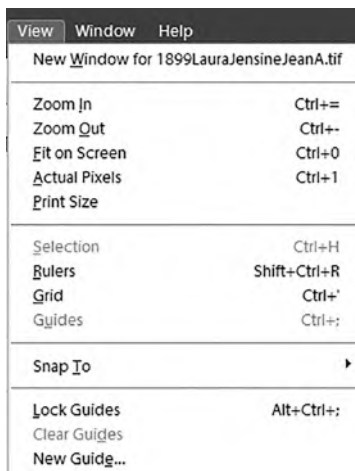 View Window Help
New Window for 1899LauraJensineJeanA.tif
Zoom In Ctrl+=
Zoom Out Ctrl+-
Fit on Screen Ctrl+0
Actual Pixels Ctrl+1
Print Size
Selection Ctrl+H
Rulers Shift+Ctrl+R
Grid Ctrl+'
Guides Ctrl+;
Snap To
Lock Guides Alt+Ctrl+;
Clear Guides
New Guide...